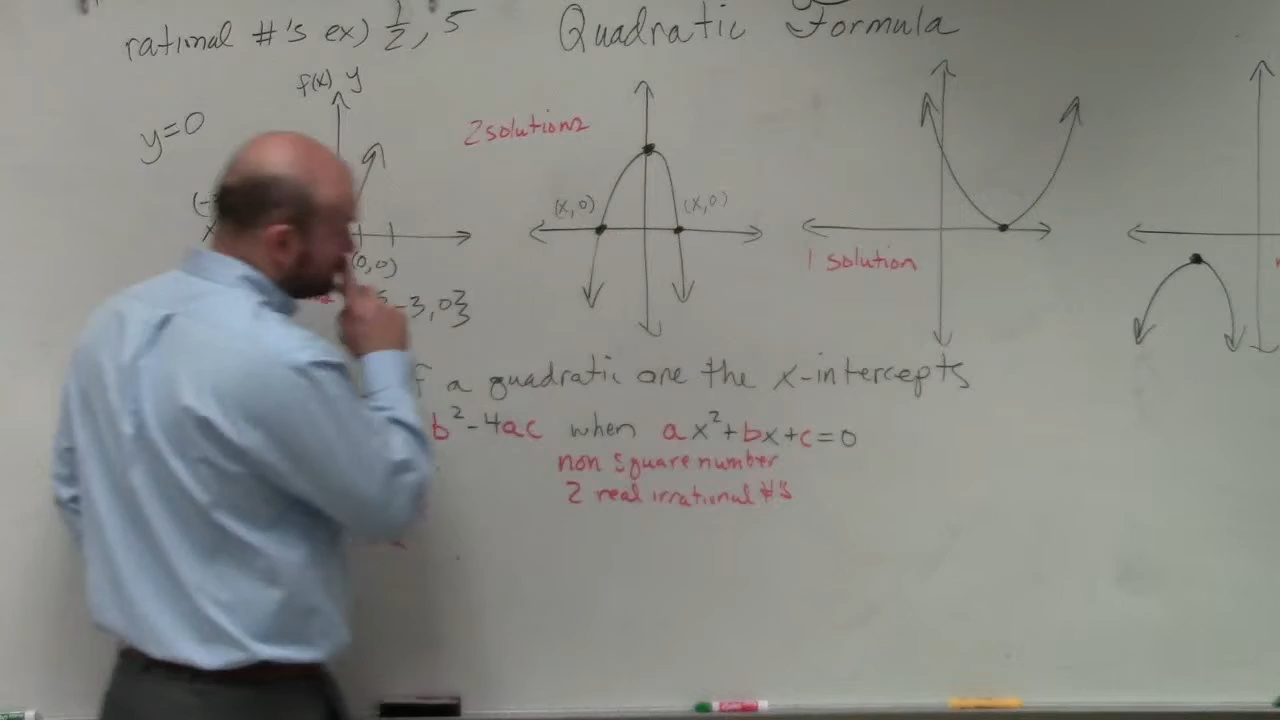 rational #'s ex) 1/2, 5
Quadratic Formula
f(x) y
y=0
2 solutions
(x,0)
(x,0)
1 solution
(0,0)
-3, 0}
a quadratic are the x-intercepts
b²-4ac when ax²+bx+c=0
non square number
2 real irrational #'s